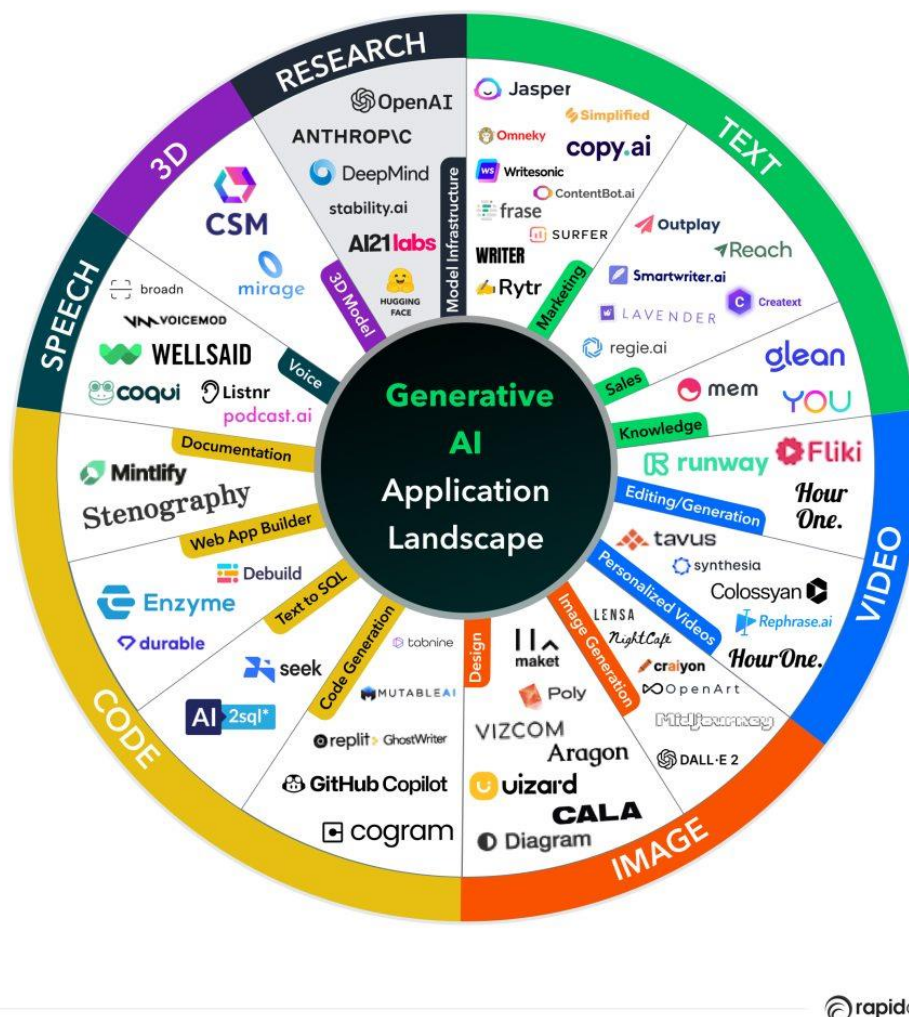 RESEARCH
OpenAI
ANTHROP\C
DeepMind
stability.ai
AI21labs
HUGGING
FACE
Model Infrastructure
TEXT
Jasper
Simplified
Omneky
copy.ai
WS
Writesonic
ContentBot.ai
frase
SURFER
WRITER
Rytr
Marketing
Outplay
Reach
Smartwriter.ai
C
Creatext
LAVENDER
regie.ai
Sales
glean
mem
YOU
Knowledge
VIDEO
runway
Fliki
Hour
One.
Editing/Generation
tavus
synthesia
Colossyan
Rephrase.ai
HourOne.
Personalized Videos
IMAGE
LENSA
NightCafe
craiyon
OpenArt
Midjourney
DALL·E 2
Image Generation
maket
Poly
VIZCOM
Aragon
uizard
CALA
Diagram
Design
CODE
tabnine
MUTABLEAI
replit GhostWriter
GitHub Copilot
cogram
Code Generation
seek
AI 2sql*
Text to SQL
Debuild
Enzyme
durable
Web App Builder
Mintlify
Stenography
Documentation
SPEECH
broadn
VOICEMOD
WELLSAID
coqui
Listnr
podcast.ai
Voice
3D
CSM
mirage
3D Model
Generative
AI
Application
Landscape